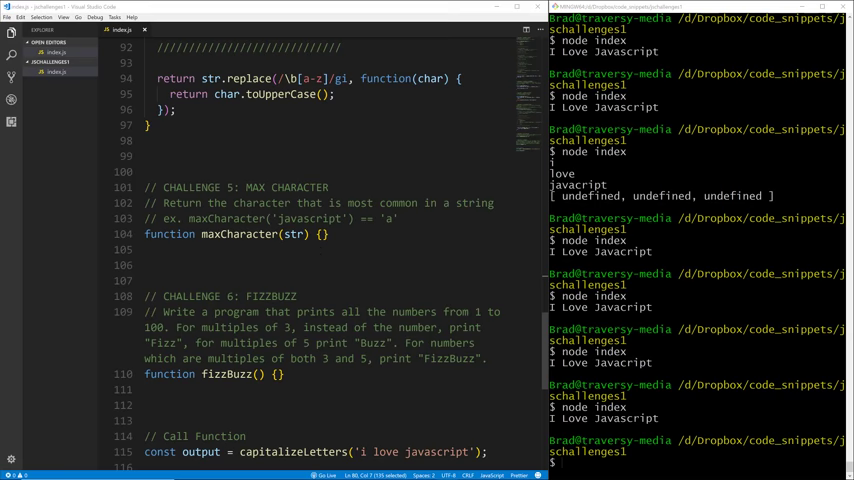 index.js - jschallenges1 - Visual Studio Code
File Edit Selection View Go Debug Tasks Help
EXPLORER
OPEN EDITORS
index.js
JSCHALLENGES1
index.js
index.js
92 //////////////////////////////
93
94 return str.replace(/\b[a-z]/gi, function(char) {
95 return char.toUpperCase();
96 });
97 }
98
99
100
101 // CHALLENGE 5: MAX CHARACTER
102 // Return the character that is most common in a string
103 // ex. maxCharacter('javascript') == 'a'
104 function maxCharacter(str) {}
105
106
107
108 // CHALLENGE 6: FIZZBUZZ
109 // Write a program that prints all the numbers from 1 to
100. For multiples of 3, instead of the number, print
"Fizz", for multiples of 5 print "Buzz". For numbers
which are multiples of both 3 and 5, print "FizzBuzz".
110 function fizzBuzz() {}
111
112
113
114 // Call Function
115 const output = capitalizeLetters('i love javascript');
116
0 0
Go Live Ln 80, Col 7 (135 selected) Spaces: 2 UTF-8 CRLF JavaScript Prettier
MINGW64:/d/Dropbox/code_snippets/jschallenges1
Brad@traversy-media /d/Dropbox/code_snippets/j
schallenges1
$ node index
I Love Javascript
Brad@traversy-media /d/Dropbox/code_snippets/j
schallenges1
$ node index
I Love Javascript
Brad@traversy-media /d/Dropbox/code_snippets/j
schallenges1
$ node index
i
love
javacript
[ undefined, undefined, undefined ]
Brad@traversy-media /d/Dropbox/code_snippets/j
schallenges1
$ node index
I Love Javacript
Brad@traversy-media /d/Dropbox/code_snippets/j
schallenges1
$ node index
I Love Javacript
Brad@traversy-media /d/Dropbox/code_snippets/j
schallenges1
$ node index
I Love Javascript
Brad@traversy-media /d/Dropbox/code_snippets/j
schallenges1
$ node index
I Love Javascript
Brad@traversy-media /d/Dropbox/code_snippets/j
schallenges1
$